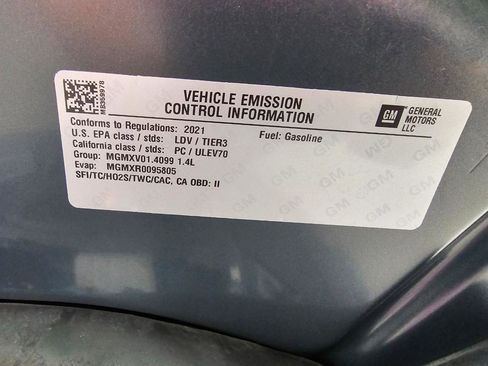 VEHICLE EMISSION
CONTROL INFORMATION
GM
GENERAL
MOTORS
LLC
Conforms to Regulations: 2021
Fuel: Gasoline
U.S. EPA class / stds: LDV / TIER3
California class / stds: PC / ULEV70
Group: MGMXV01.4099 1.4L
Evap: MGMXR0095805
SFI/TC/HO2S/TWC/CAC, CA OBD: II